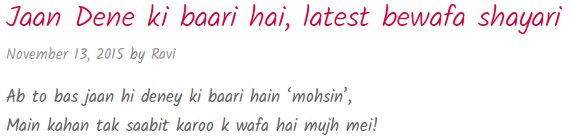 Jaan Dene ki baari hai, latest bewafa shayari
November 13, 2015 by Ravi
Ab to bas jaan hi deney ki baari hain ‘mohsin’,
Main kahan tak saabit karoo k wafa hai mujh mei!